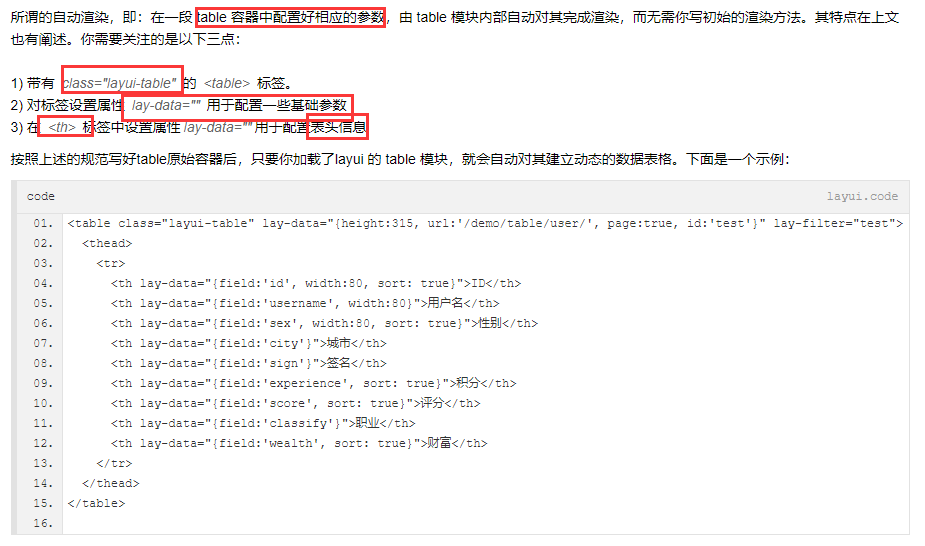 所谓的自动渲染，即：在一段 table 容器中配置好相应的参数，由 table 模块内部自动对其完成渲染，而无需你写初始的渲染方法。其特点在上文
也有阐述。你需要关注的是以下三点：
1) 带有 class="layui-table" 的 <table> 标签。
2) 对标签设置属性 lay-data="" 用于配置一些基础参数
3) 在 <th> 标签中设置属性 lay-data="" 用于配置表头信息
按照上述的规范写好table原始容器后，只要你加载了layui 的 table 模块，就会自动对其建立动态的数据表格。下面是一个示例：
code layui.code
01. <table class="layui-table" lay-data="{height:315, url:'/demo/table/user/', page:true, id:'test'}" lay-filter="test">
02. <thead>
03. <tr>
04. <th lay-data="{field:'id', width:80, sort: true}">ID</th>
05. <th lay-data="{field:'username', width:80}">用户名</th>
06. <th lay-data="{field:'sex', width:80, sort: true}">性别</th>
07. <th lay-data="{field:'city'}">城市</th>
08. <th lay-data="{field:'sign'}">签名</th>
09. <th lay-data="{field:'experience', sort: true}">积分</th>
10. <th lay-data="{field:'score', sort: true}">评分</th>
11. <th lay-data="{field:'classify'}">职业</th>
12. <th lay-data="{field:'wealth', sort: true}">财富</th>
13. </tr>
14. </thead>
15. </table>
16.